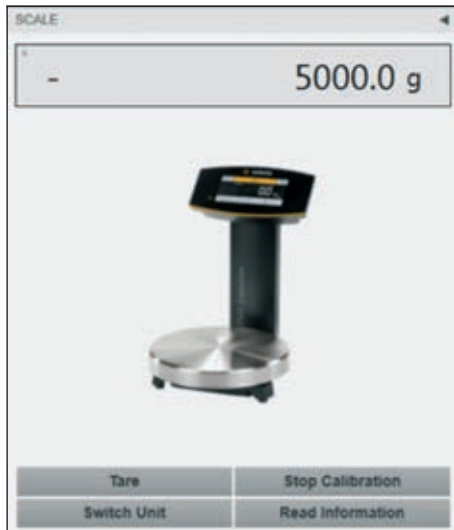 SCALE
- 5000.0 g
Tare
Stop Calibration
Switch Unit
Read Information